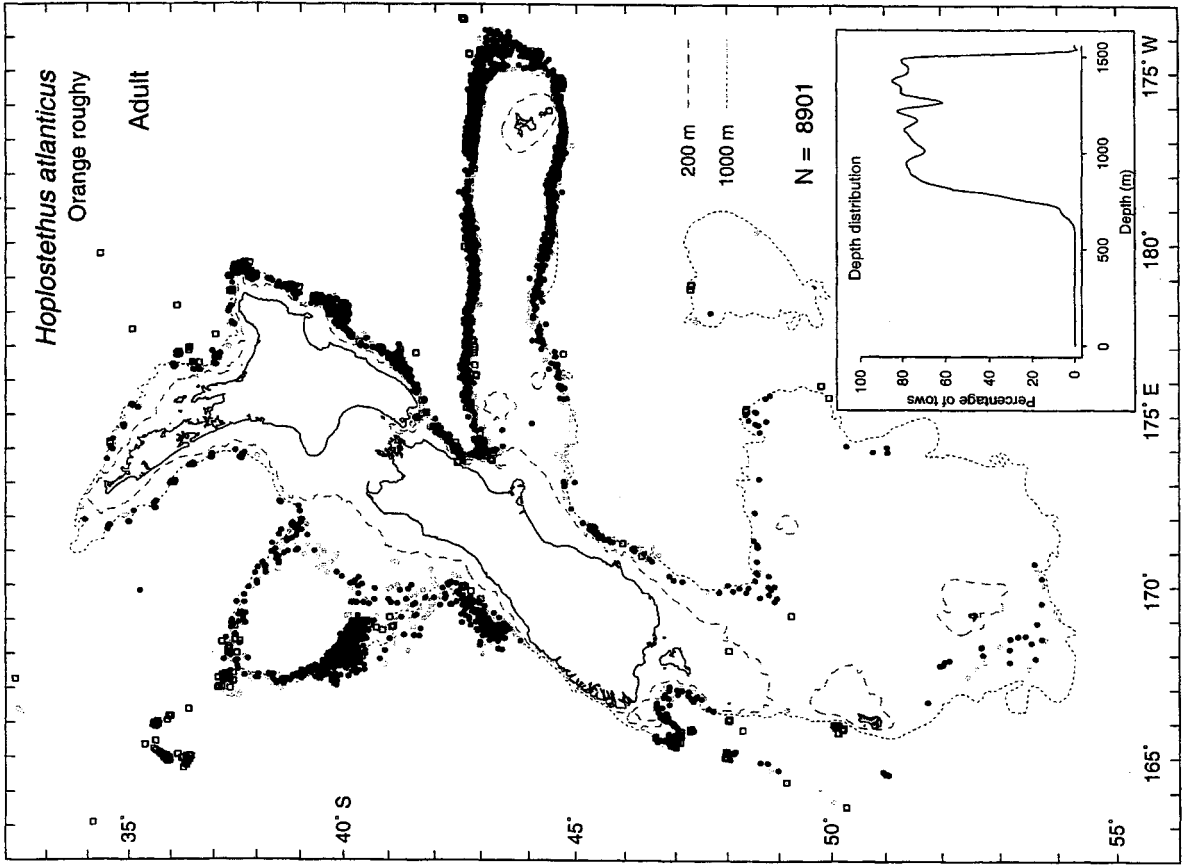 Hoplostethus atlanticus
Orange roughy
Adult
200 m
1000 m
N = 8901
35°
40° S
45°
50°
55°
165°
170°
175° E
180°
175° W
Depth distribution
Percentage of tows
100
80
60
40
20
0
0
500
1000
1500
Depth (m)